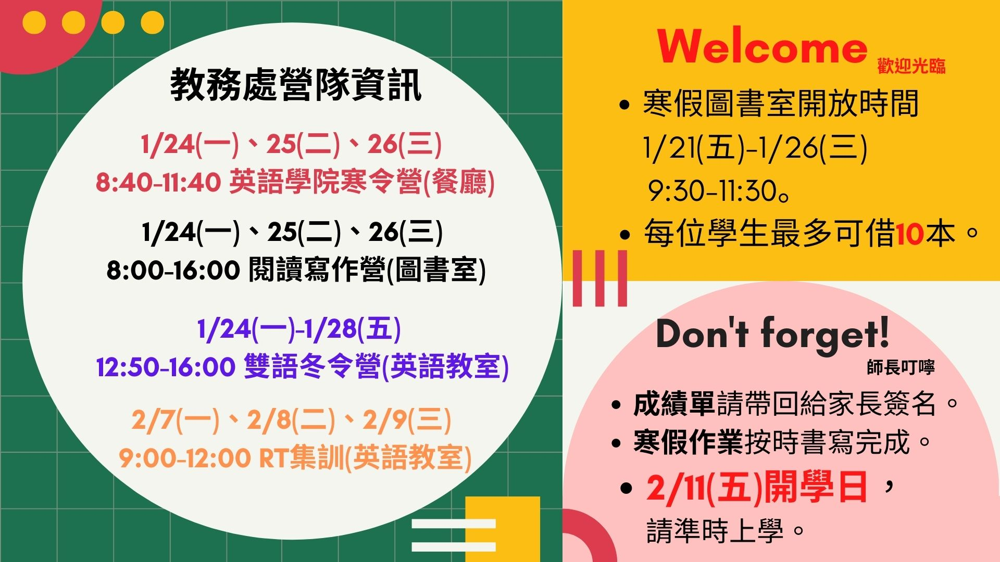 教務處營隊資訊
1/24(一)、25(二)、26(三)
8:40-11:40 英語學院寒令營(餐廳)
1/24(一)、25(二)、26(三)
8:00-16:00 閱讀寫作營(圖書室)
1/24(一)-1/28(五)
12:50-16:00 雙語冬令營(英語教室)
2/7(一)、2/8(二)、2/9(三)
9:00-12:00 RT集訓(英語教室)
Welcome 歡迎光臨
• 寒假圖書室開放時間
1/21(五)-1/26(三)
9:30-11:30。
• 每位學生最多可借10本。
Don't forget!
師長叮嚀
• 成績單請帶回給家長簽名。
• 寒假作業按時書寫完成。
• 2/11(五)開學日，
請準時上學。